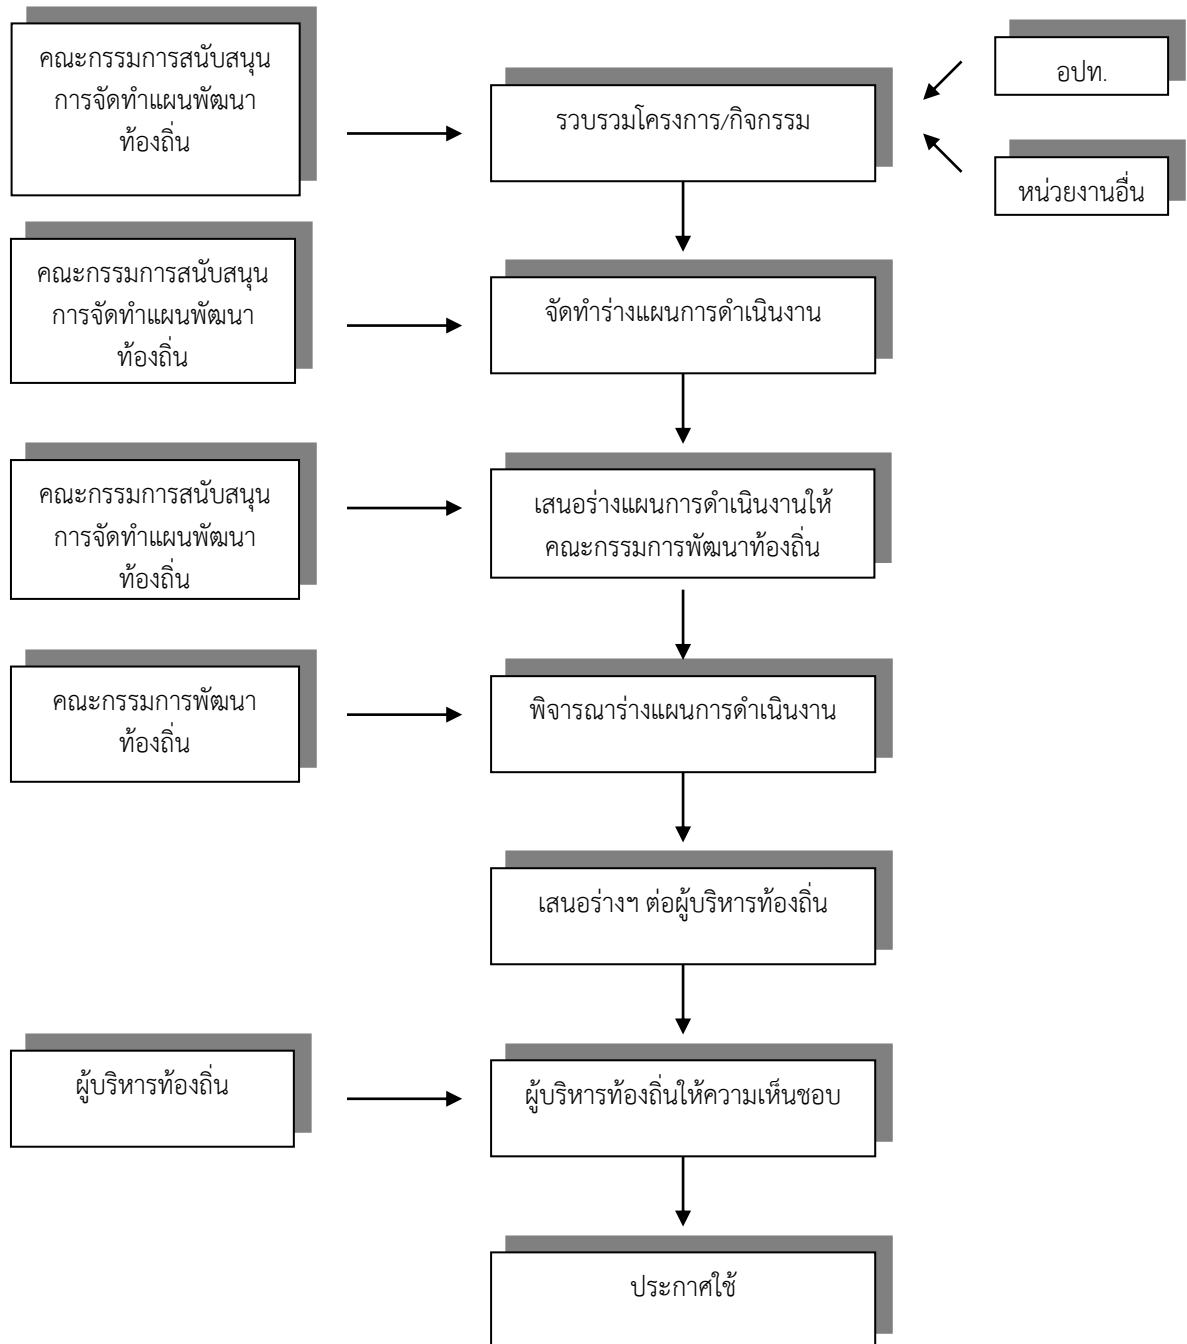 คณะกรรมการสนับสนุน
การจัดทำแผนพัฒนา
ท้องถิ่น
รวบรวมโครงการ/กิจกรรม
อปท.
หน่วยงานอื่น
คณะกรรมการสนับสนุน
การจัดทำแผนพัฒนา
ท้องถิ่น
จัดทำร่างแผนการดำเนินงาน
คณะกรรมการสนับสนุน
การจัดทำแผนพัฒนา
ท้องถิ่น
เสนอร่างแผนการดำเนินงานให้
คณะกรรมการพัฒนาท้องถิ่น
คณะกรรมการพัฒนา
ท้องถิ่น
พิจารณาร่างแผนการดำเนินงาน
เสนอร่างฯ ต่อผู้บริหารท้องถิ่น
ผู้บริหารท้องถิ่น
ผู้บริหารท้องถิ่นให้ความเห็นชอบ
ประกาศใช้